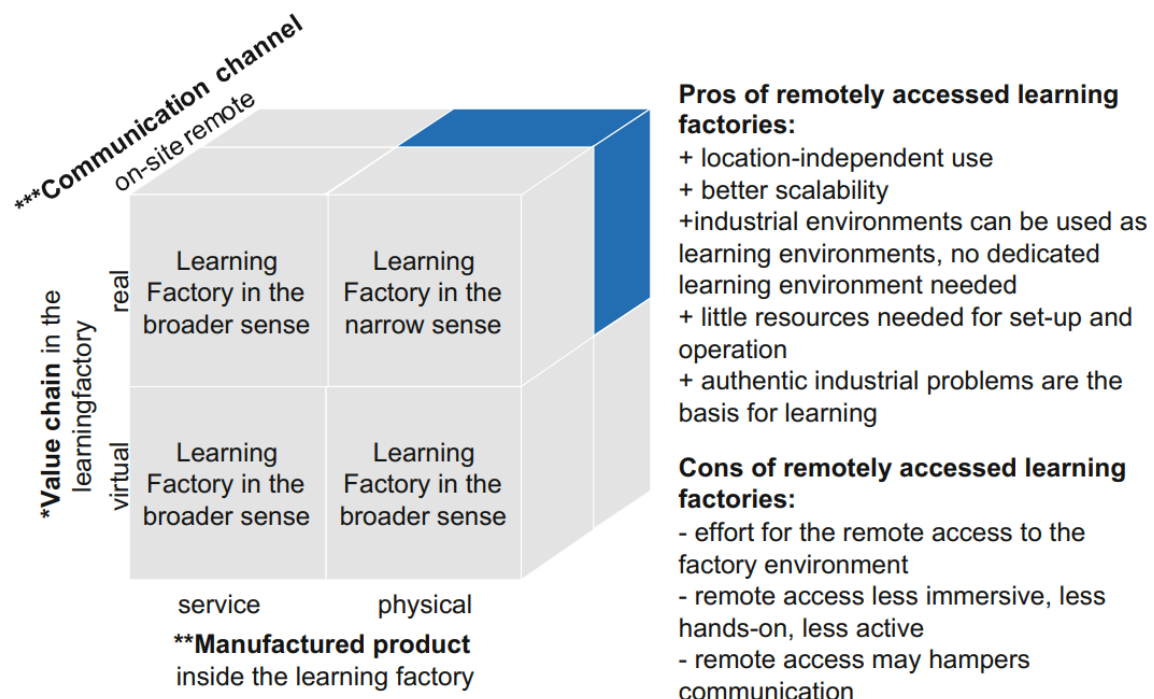 ***Communication channel
on-site remote
*Value chain in the
learningfactory
real
virtual
Learning
Factory in the
broader sense
Learning
Factory in the
narrow sense
Learning
Factory in the
broader sense
Learning
Factory in the
broader sense
service physical
**Manufactured product
inside the learning factory
Pros of remotely accessed learning
factories:
+ location-independent use
+ better scalability
+industrial environments can be used as
learning environments, no dedicated
learning environment needed
+ little resources needed for set-up and
operation
+ authentic industrial problems are the
basis for learning
Cons of remotely accessed learning
factories:
- effort for the remote access to the
factory environment
- remote access less immersive, less
hands-on, less active
- remote access may hampers
communication